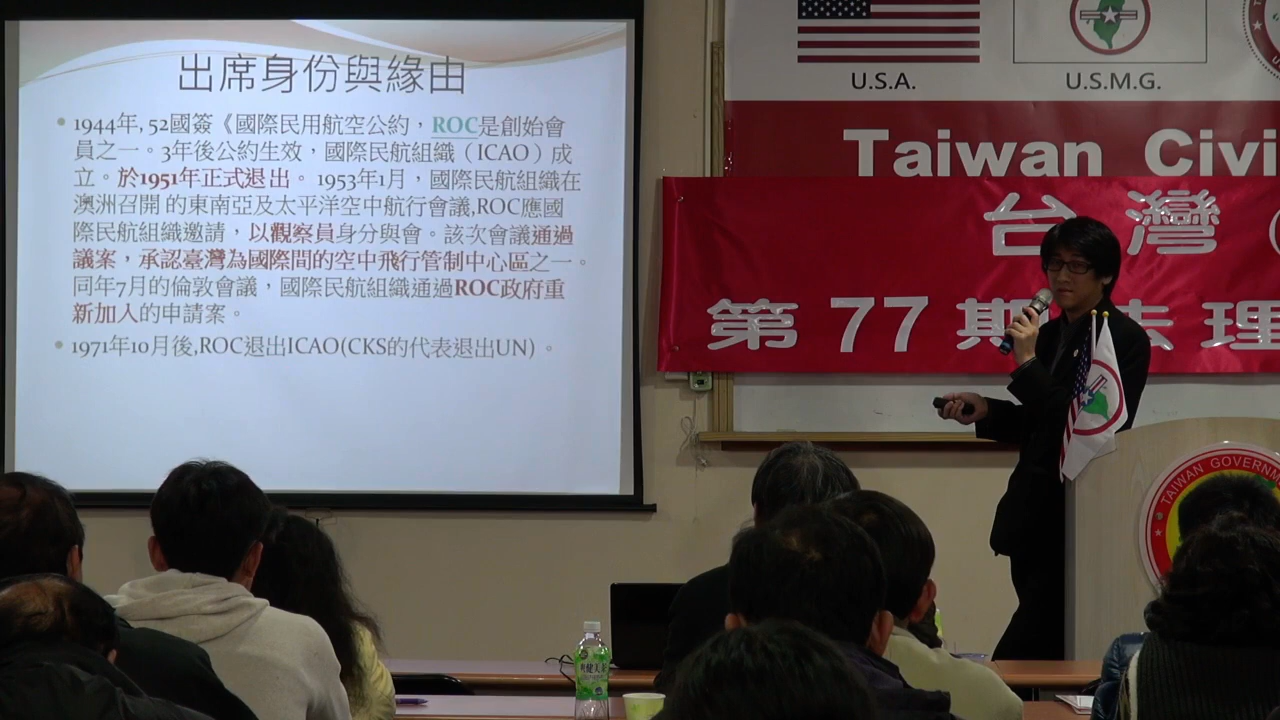 出席身份與緣由
1944年, 52國簽《國際民用航空公約，ROC是創始會
員之一。3年後公約生效，國際民航組織（ICAO）成
立。於1951年正式退出。 1953年1月，國際民航組織在
澳洲召開 的東南亞及太平洋空中航行會議,ROC應國
際民航組織邀請，以觀察員身分與會。該次會議通過
議案，承認臺灣為國際間的空中飛行管制中心區之一。
同年7月的倫敦會議，國際民航組織通過ROC政府重
新加入的申請案。
1971年10月後,ROC退出ICAO(CKS的代表退出UN) 。
U.S.A.
U.S.M.G.
Taiwan Civi
台灣
第77期法理
TAIWAN GOVERNM